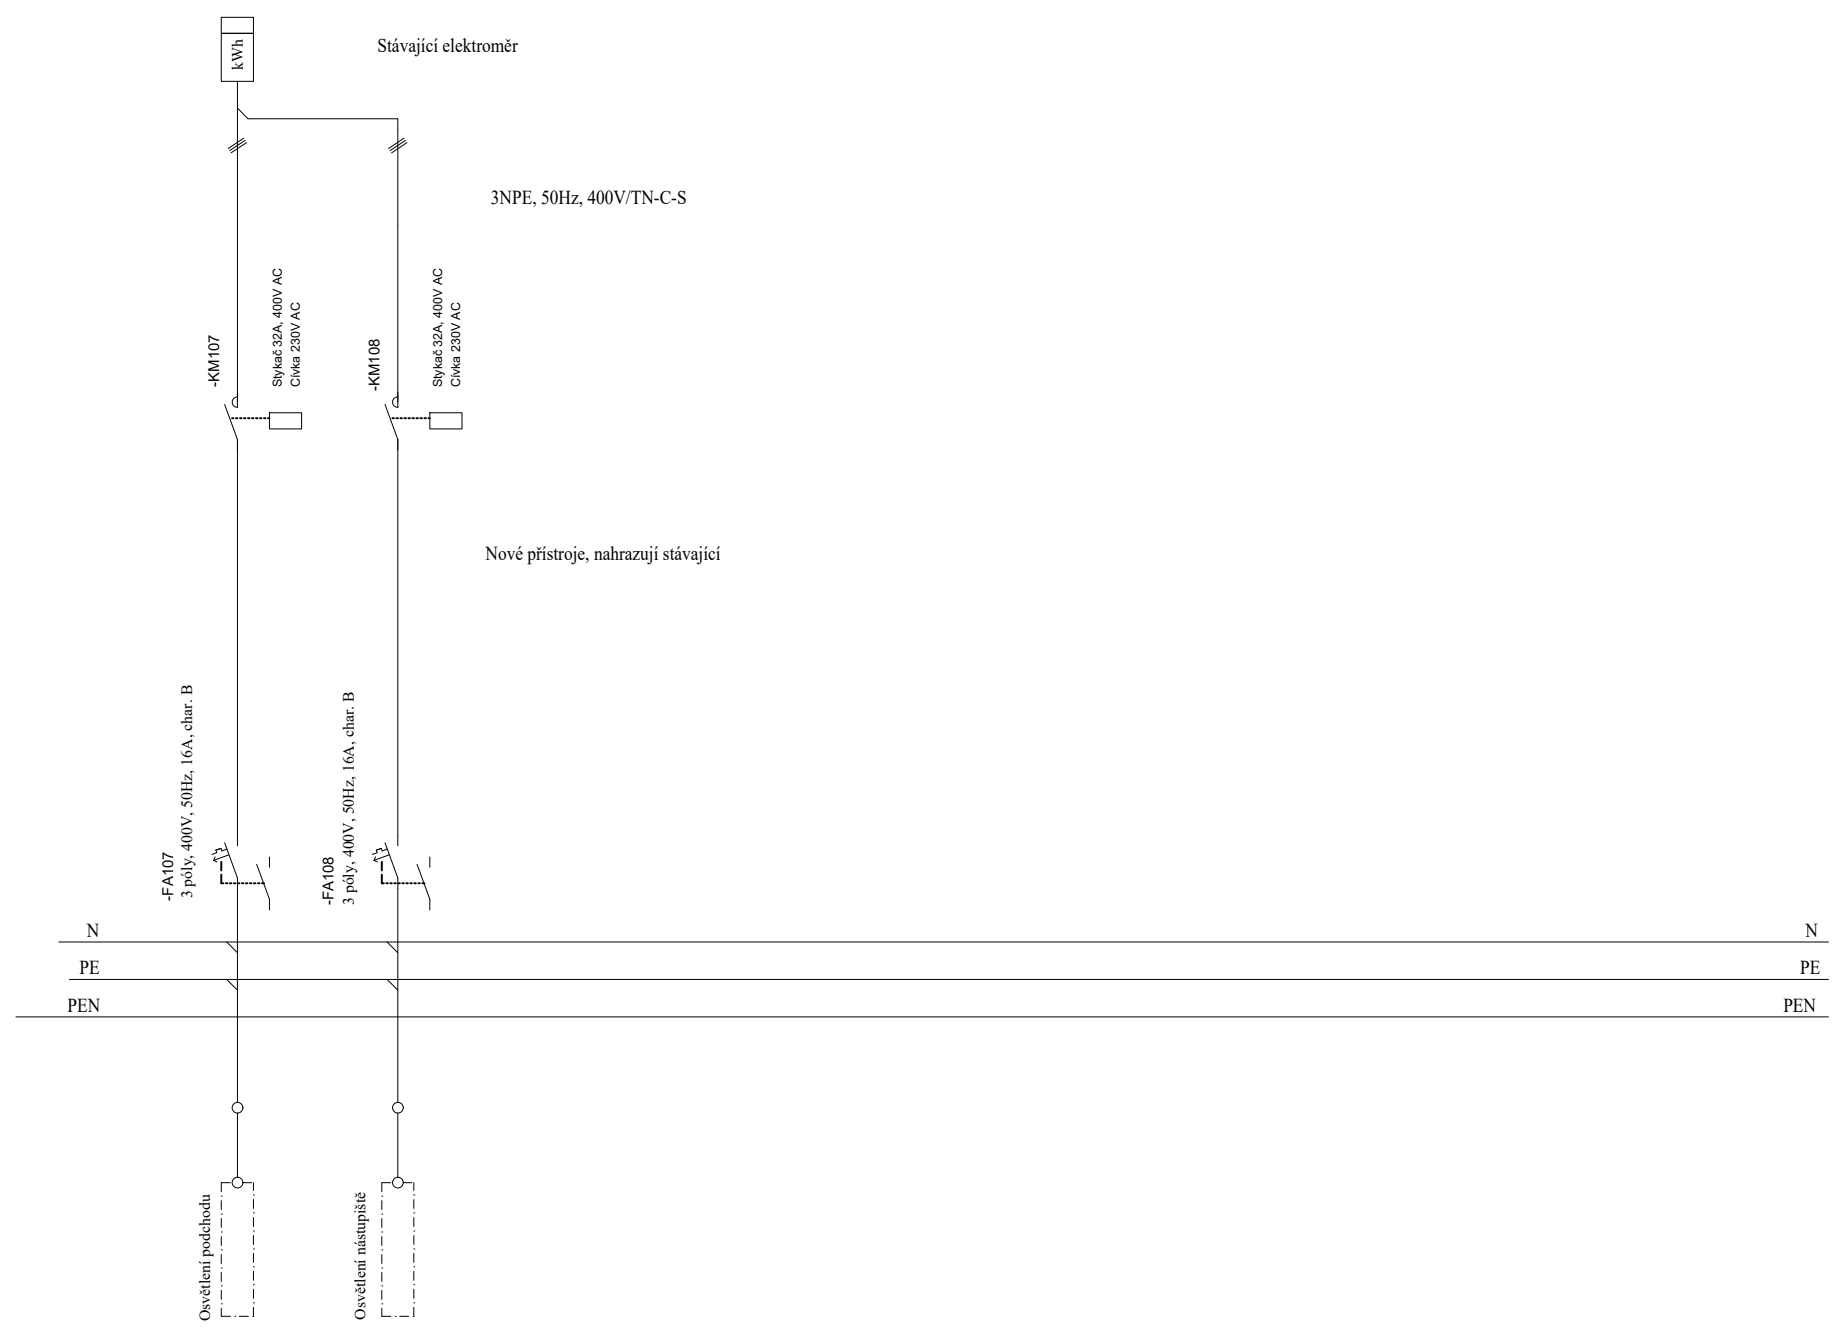 kWh
Stávající elektroměr
3NPE, 50Hz, 400V/TN-C-S
-KM107
Stykač 32A, 400V AC
Cívka 230V AC
-KM108
Stykač 32A, 400V AC
Cívka 230V AC
Nové přístroje, nahrazují stávající
-FA107
3 póly, 400V, 50Hz, 16A, char. B
-FA108
3 póly, 400V, 50Hz, 16A, char. B
N
N
PE
PE
PEN
PEN
Osvětlení podchodu
Osvětlení nástupiště